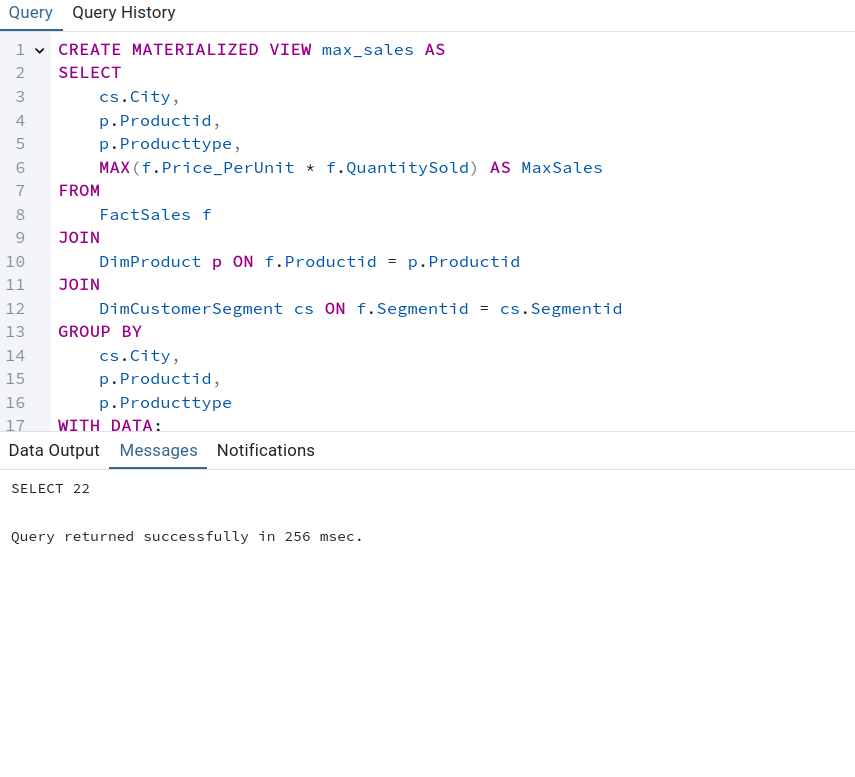 Query Query History
1 CREATE MATERIALIZED VIEW max_sales AS
2 SELECT
3 cs.City,
4 p.Productid,
5 p.Producttype,
6 MAX(f.Price_PerUnit * f.QuantitySold) AS MaxSales
7 FROM
8 FactSales f
9 JOIN
10 DimProduct p ON f.Productid = p.Productid
11 JOIN
12 DimCustomerSegment cs ON f.Segmentid = cs.Segmentid
13 GROUP BY
14 cs.City,
15 p.Productid,
16 p.Producttype
17 WITH DATA;
Data Output Messages Notifications
SELECT 22
Query returned successfully in 256 msec.